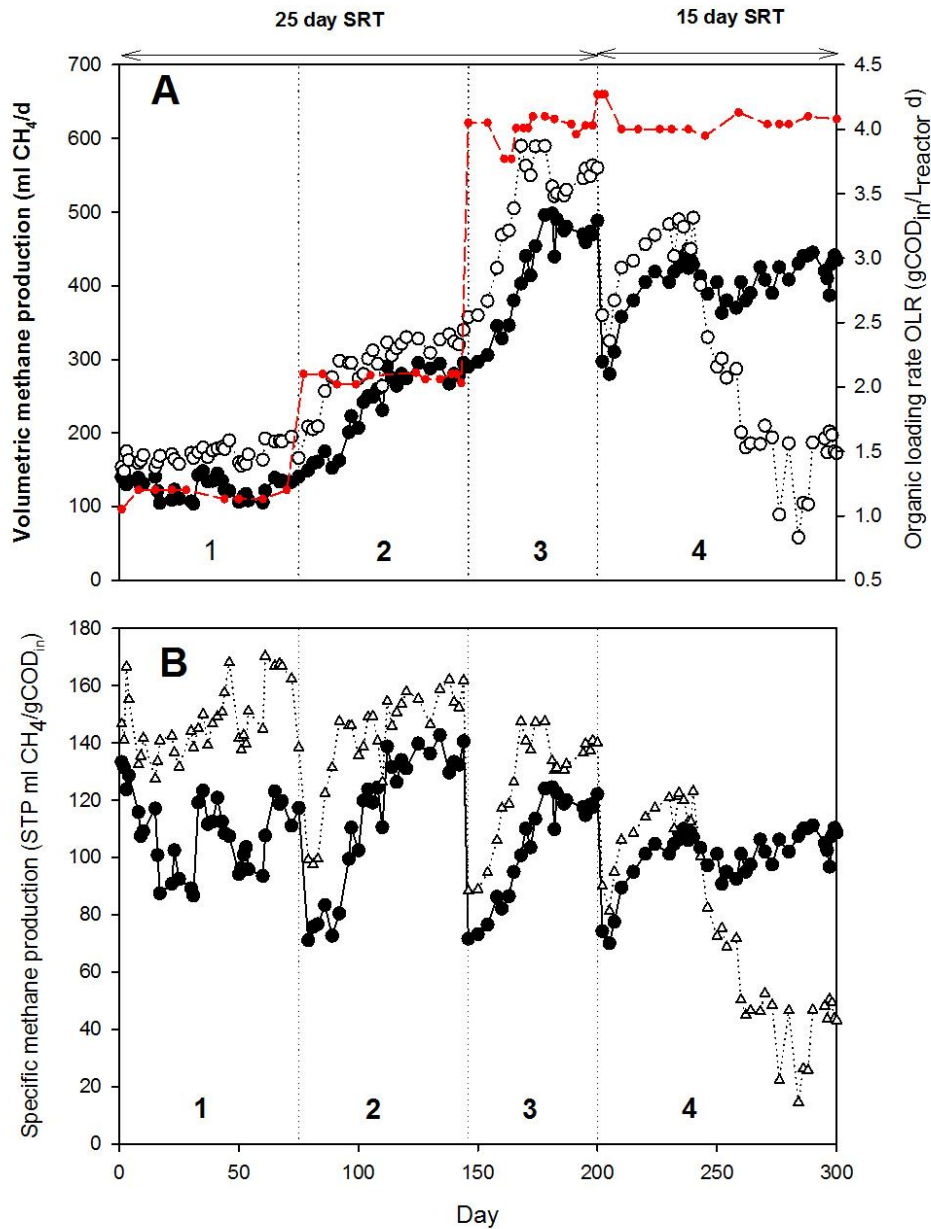 25 day SRT 15 day SRT
A
700
600
500
400
300
200
100
0
Volumetric methane production (ml CH₄/d)
4.5
4.0
3.5
3.0
2.5
2.0
1.5
1.0
0.5
Organic loading rate OLR (gCODin/Lreactor d)
1 2 3 4
B
180
160
140
120
100
80
60
40
20
0
Specific methane production (STP ml CH₄/gCODin)
1 2 3 4
0 50 100 150 200 250 300
Day